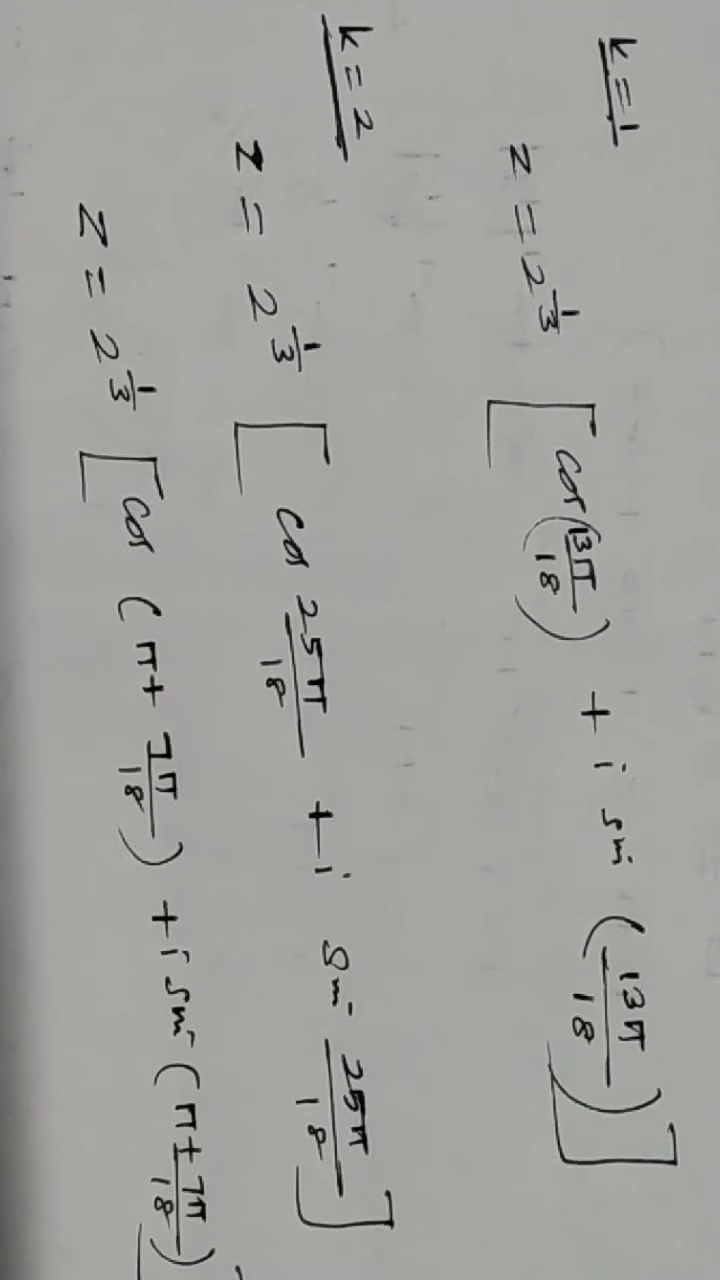 k=1
z = 2^{1/3} [cos(13π/18) + i sin(13π/18)]
k=2
z = 2^{1/3} [cos 25π/18 + i sin 25π/18]
z = 2^{1/3} [cos (π + 7π/18) + i sin (π + 7π/18)]